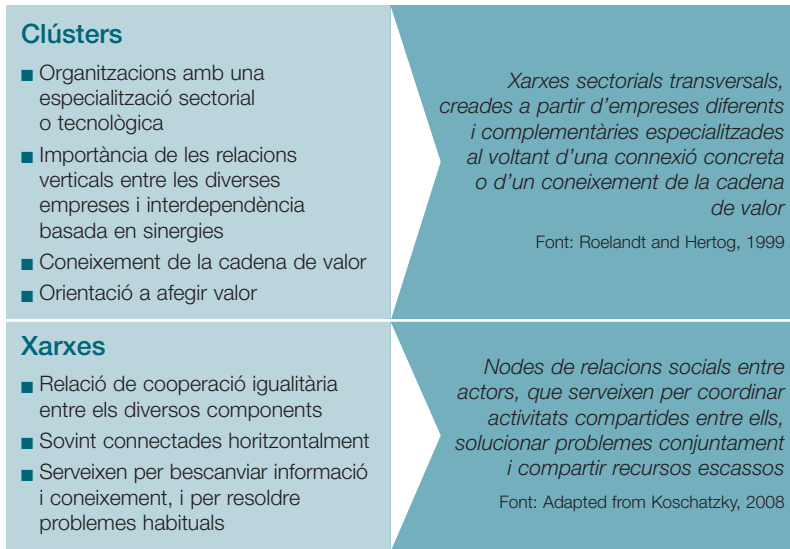 Clústers
■ Organitzacions amb una
especialització sectorial
o tecnològica
■ Importància de les relacions
verticals entre les diverses
empreses i interdependència
basada en sinergies
■ Coneixement de la cadena de valor
■ Orientació a afegir valor
Xarxes sectorials transversals,
creades a partir d’empreses diferents
i complementàries especialitzades
al voltant d’una connexió concreta
o d’un coneixement de la cadena
de valor
Font: Roelandt and Hertog, 1999
Xarxes
■ Relació de cooperació igualitària
entre els diversos components
■ Sovint connectades horitzontalment
■ Serveixen per bescanviar informació
i coneixement, i per resoldre
problemes habituals
Nodes de relacions socials entre
actors, que serveixen per coordinar
activitats compartides entre ells,
solucionar problemes conjuntament
i compartir recursos escassos
Font: Adapted from Koschatzky, 2008